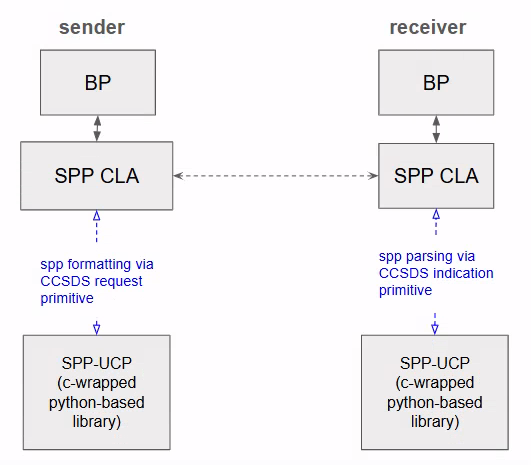 sender
receiver
BP
BP
SPP CLA
SPP CLA
spp formatting via
CCSDS request
primitive
spp parsing via
CCSDS indication
primitive
SPP-UCP
(c-wrapped
python-based
library)
SPP-UCP
(c-wrapped
python-based
library)